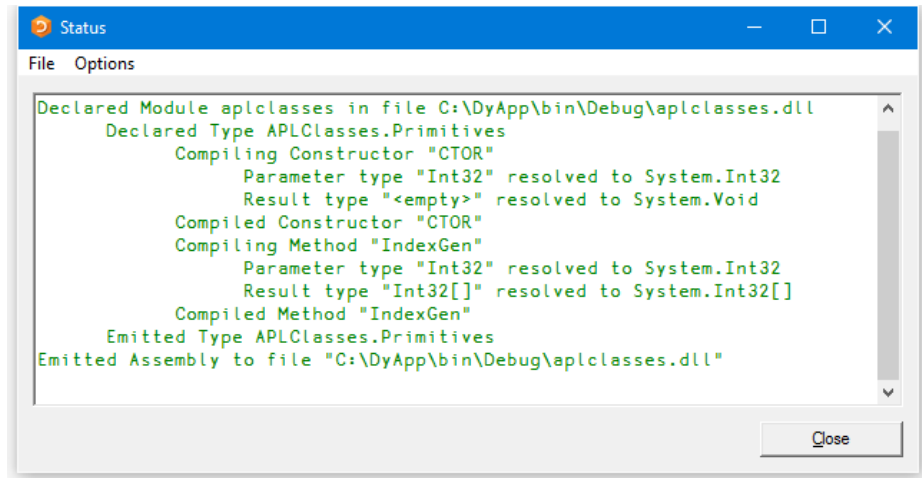 Status
File Options
Declared Module aplclasses in file C:\DyApp\bin\Debug\aplclasses.dll
Declared Type APLClasses.Primitives
Compiling Constructor "CTOR"
Parameter type "Int32" resolved to System.Int32
Result type "<empty>" resolved to System.Void
Compiled Constructor "CTOR"
Compiling Method "IndexGen"
Parameter type "Int32" resolved to System.Int32
Result type "Int32[]" resolved to System.Int32[]
Compiled Method "IndexGen"
Emitted Type APLClasses.Primitives
Emitted Assembly to file "C:\DyApp\bin\Debug\aplclasses.dll"
Close